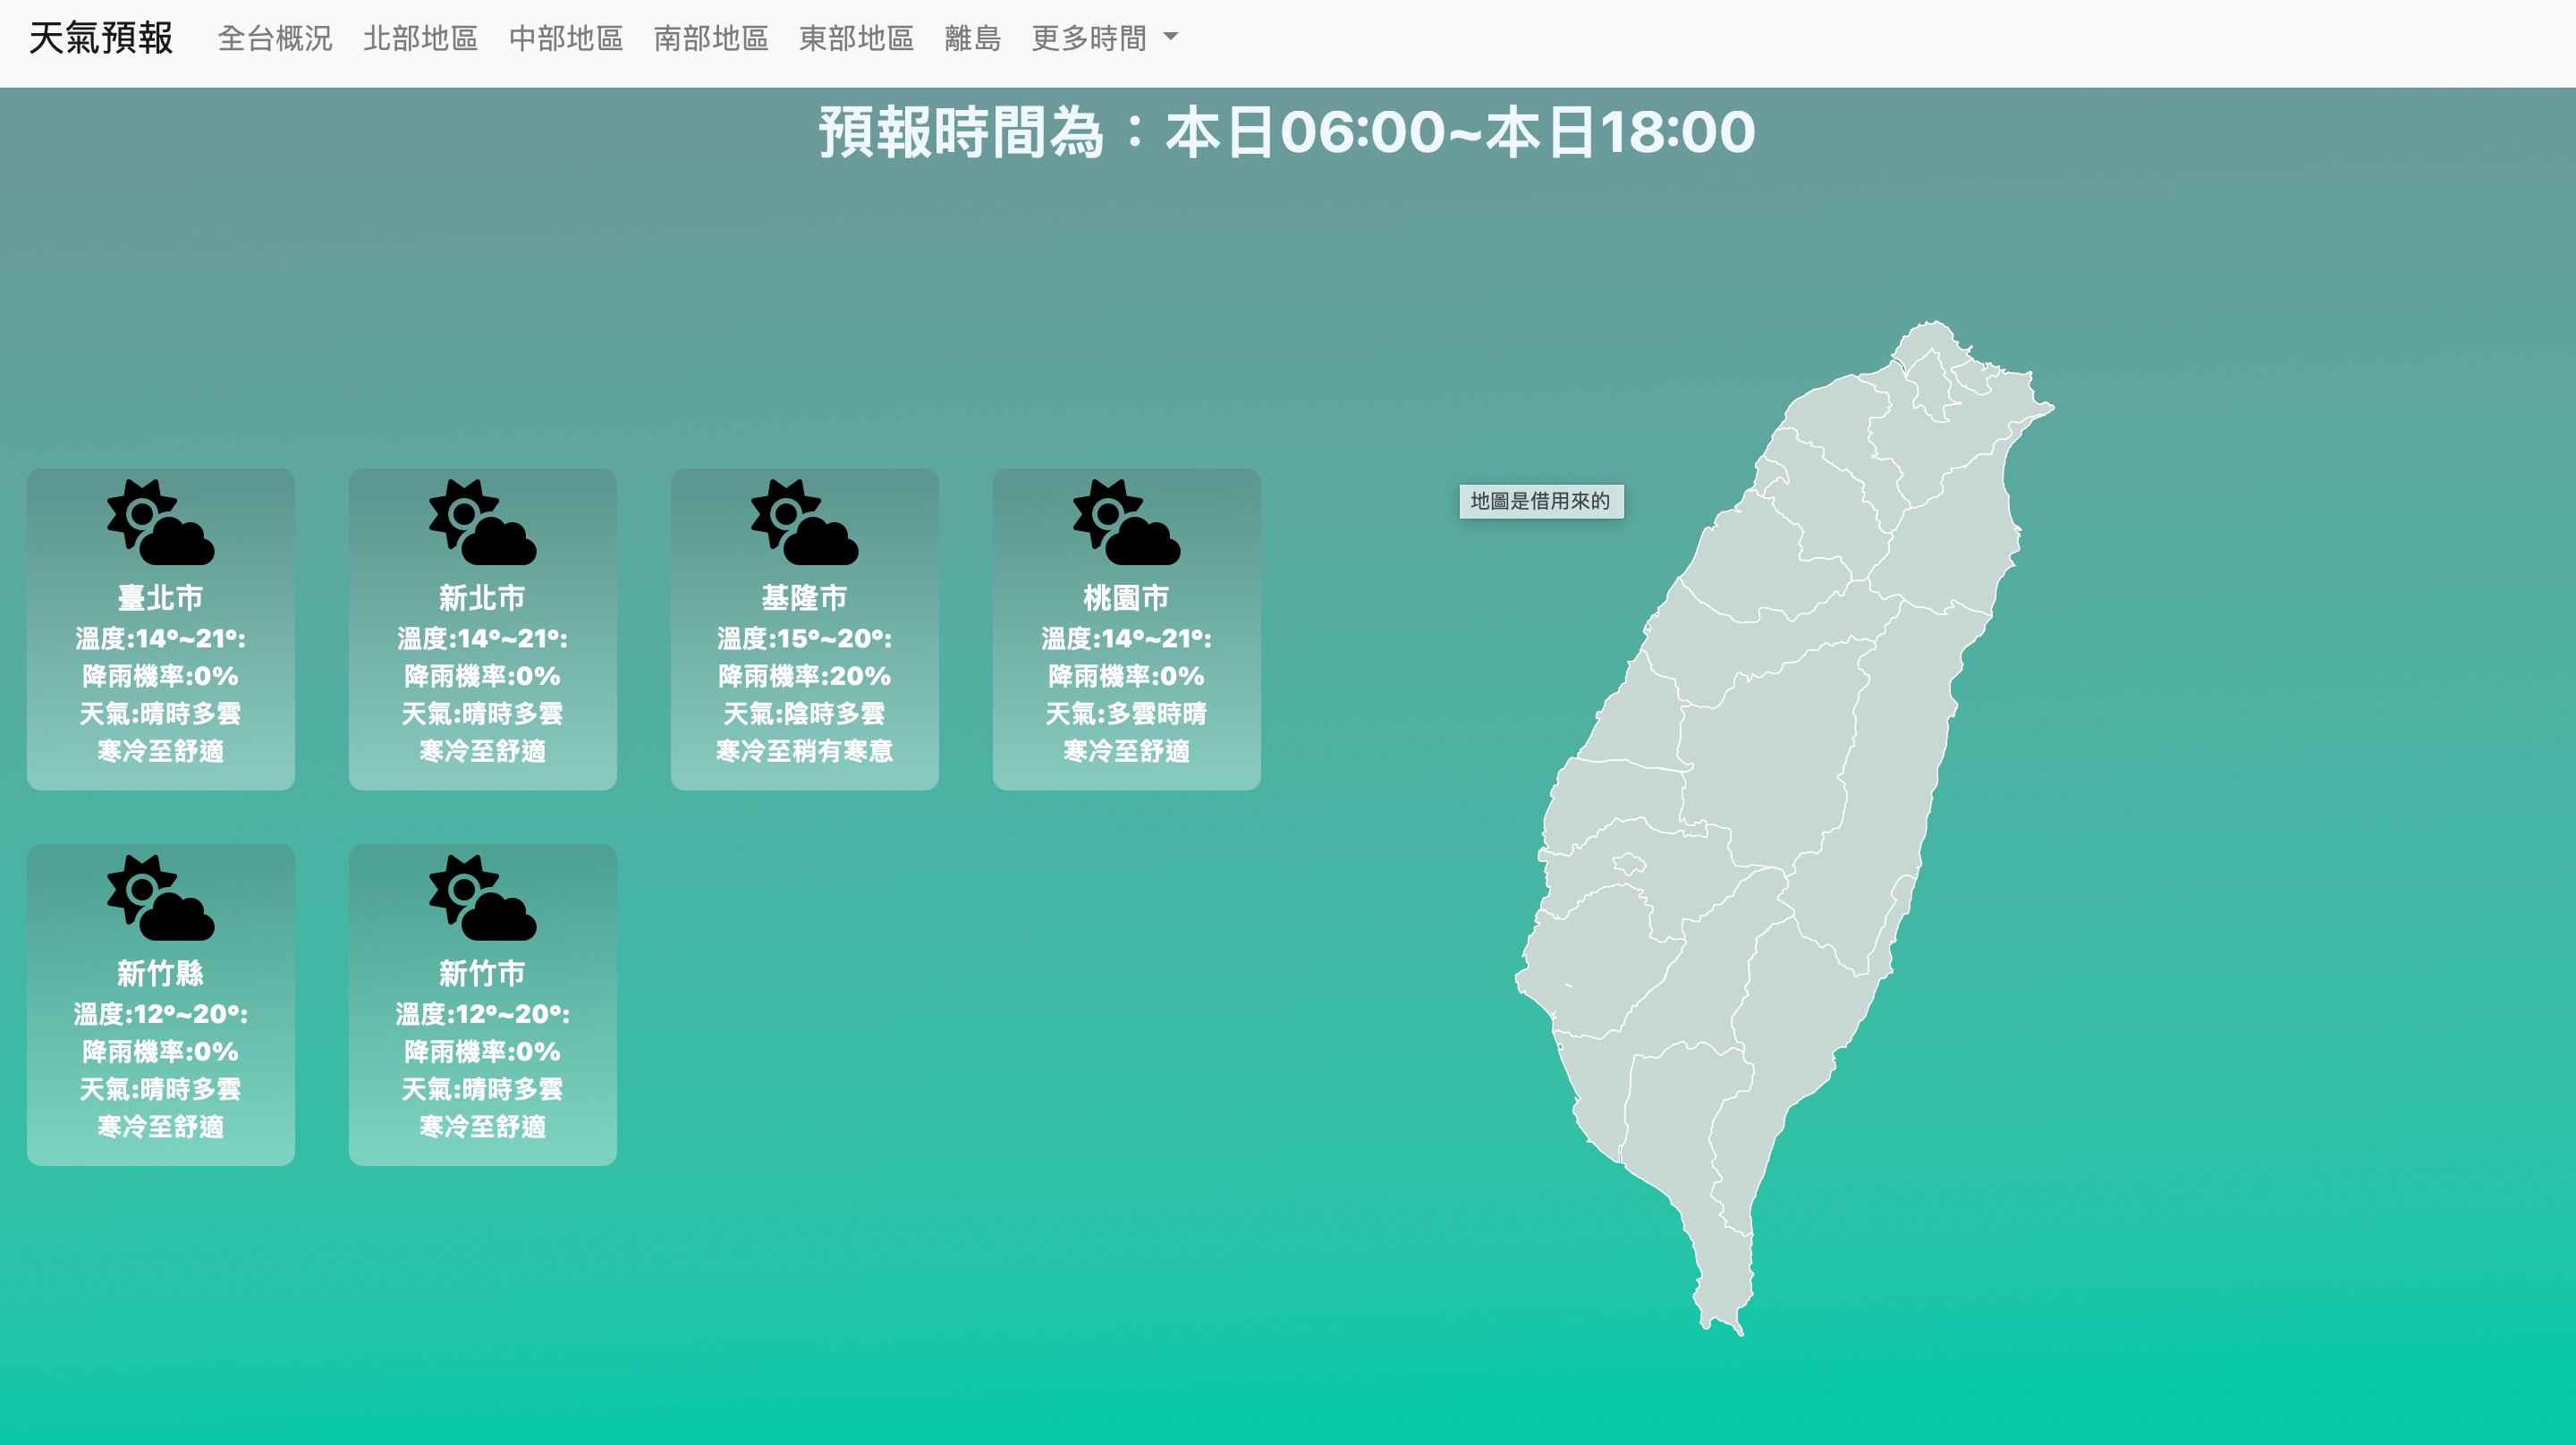 天氣預報 全台概況 北部地區 中部地區 南部地區 東部地區 離島 更多時間
預報時間為：本日06:00~本日18:00
臺北市
溫度:14°~21°:
降雨機率:0%
天氣:晴時多雲
寒冷至舒適
新北市
溫度:14°~21°:
降雨機率:0%
天氣:晴時多雲
寒冷至舒適
基隆市
溫度:15°~20°:
降雨機率:20%
天氣:陰時多雲
寒冷至稍有寒意
桃園市
溫度:14°~21°:
降雨機率:0%
天氣:多雲時晴
寒冷至舒適
地圖是借用來的
新竹縣
溫度:12°~20°:
降雨機率:0%
天氣:晴時多雲
寒冷至舒適
新竹市
溫度:12°~20°:
降雨機率:0%
天氣:晴時多雲
寒冷至舒適